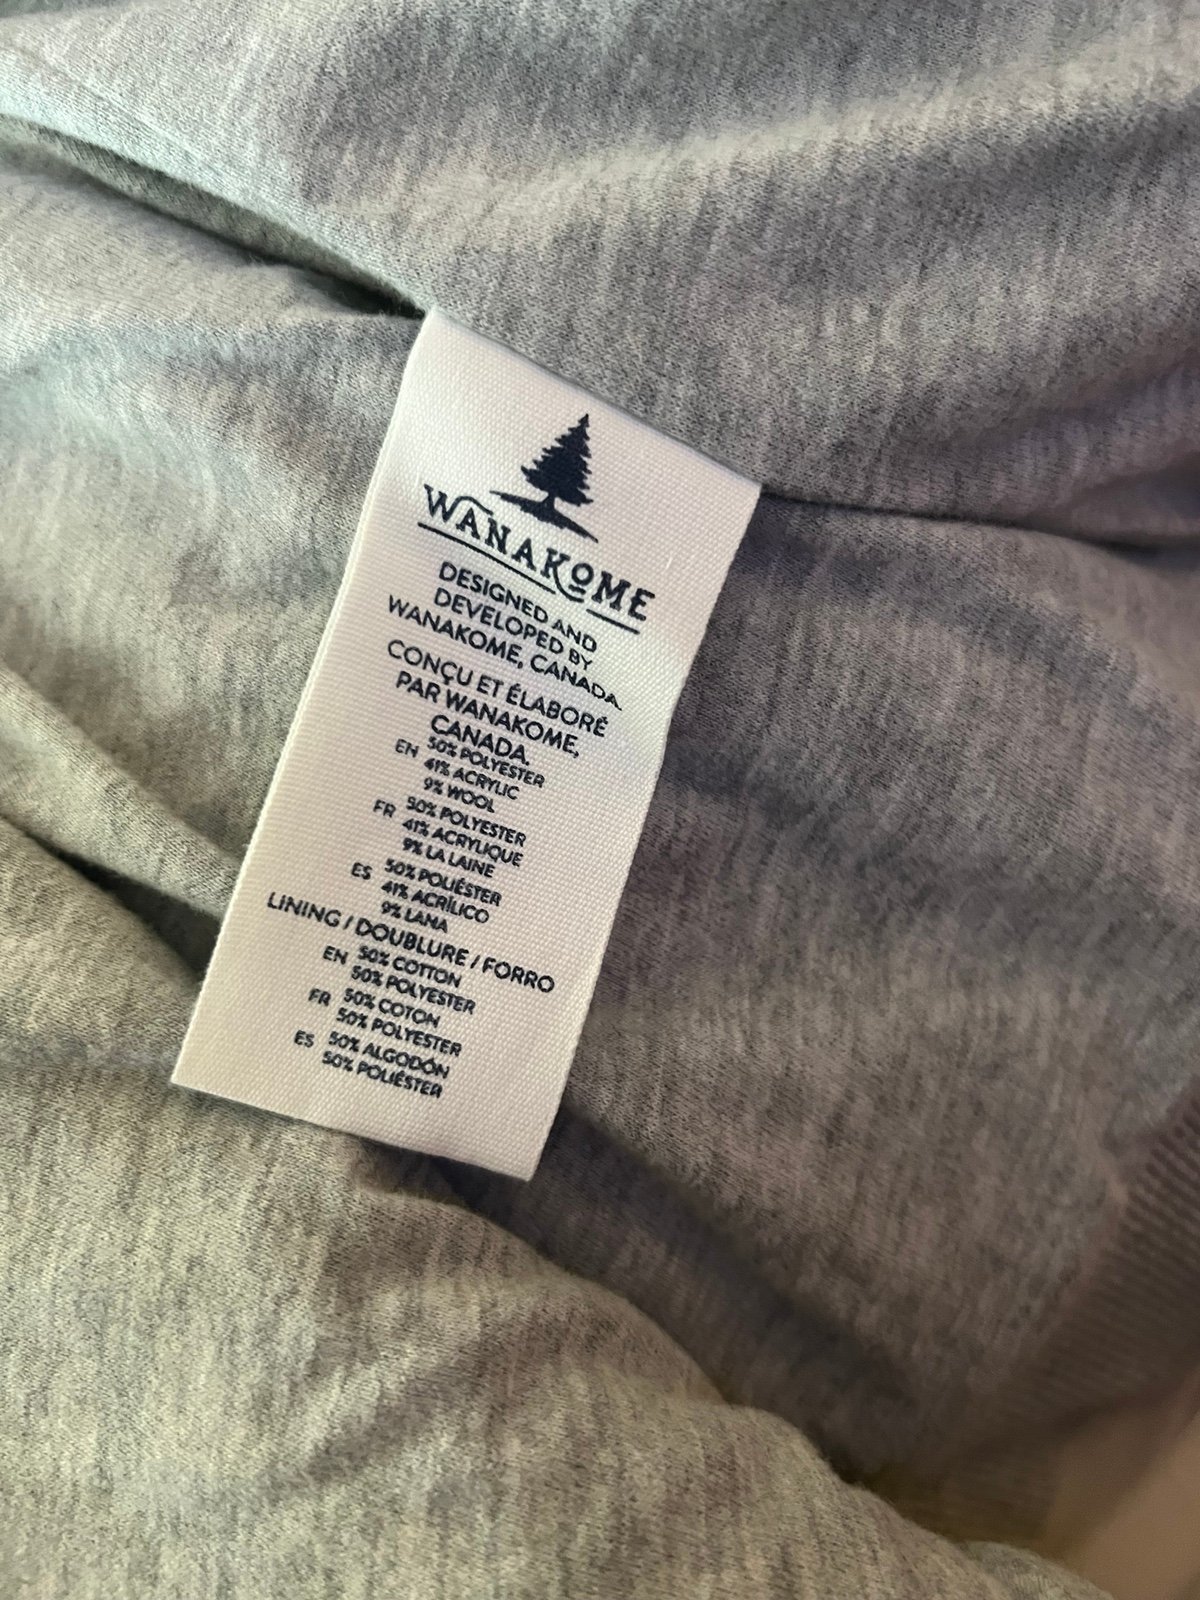 WANAKOME
DESIGNED AND
DEVELOPED BY
WANAKOME, CANADA.
CONÇU ET ÉLABORÉ
PAR WANAKOME,
CANADA.
EN 50% POLYESTER
41% ACRYLIC
9% WOOL
FR 50% POLYESTER
41% ACRYLIQUE
9% LA LAINE
ES 50% POLIÉSTER
41% ACRÍLICO
9% LANA
LINING / DOUBLURE / FORRO
EN 50% COTTON
50% POLYESTER
FR 50% COTON
50% POLYESTER
ES 50% ALGODÓN
50% POLIÉSTER